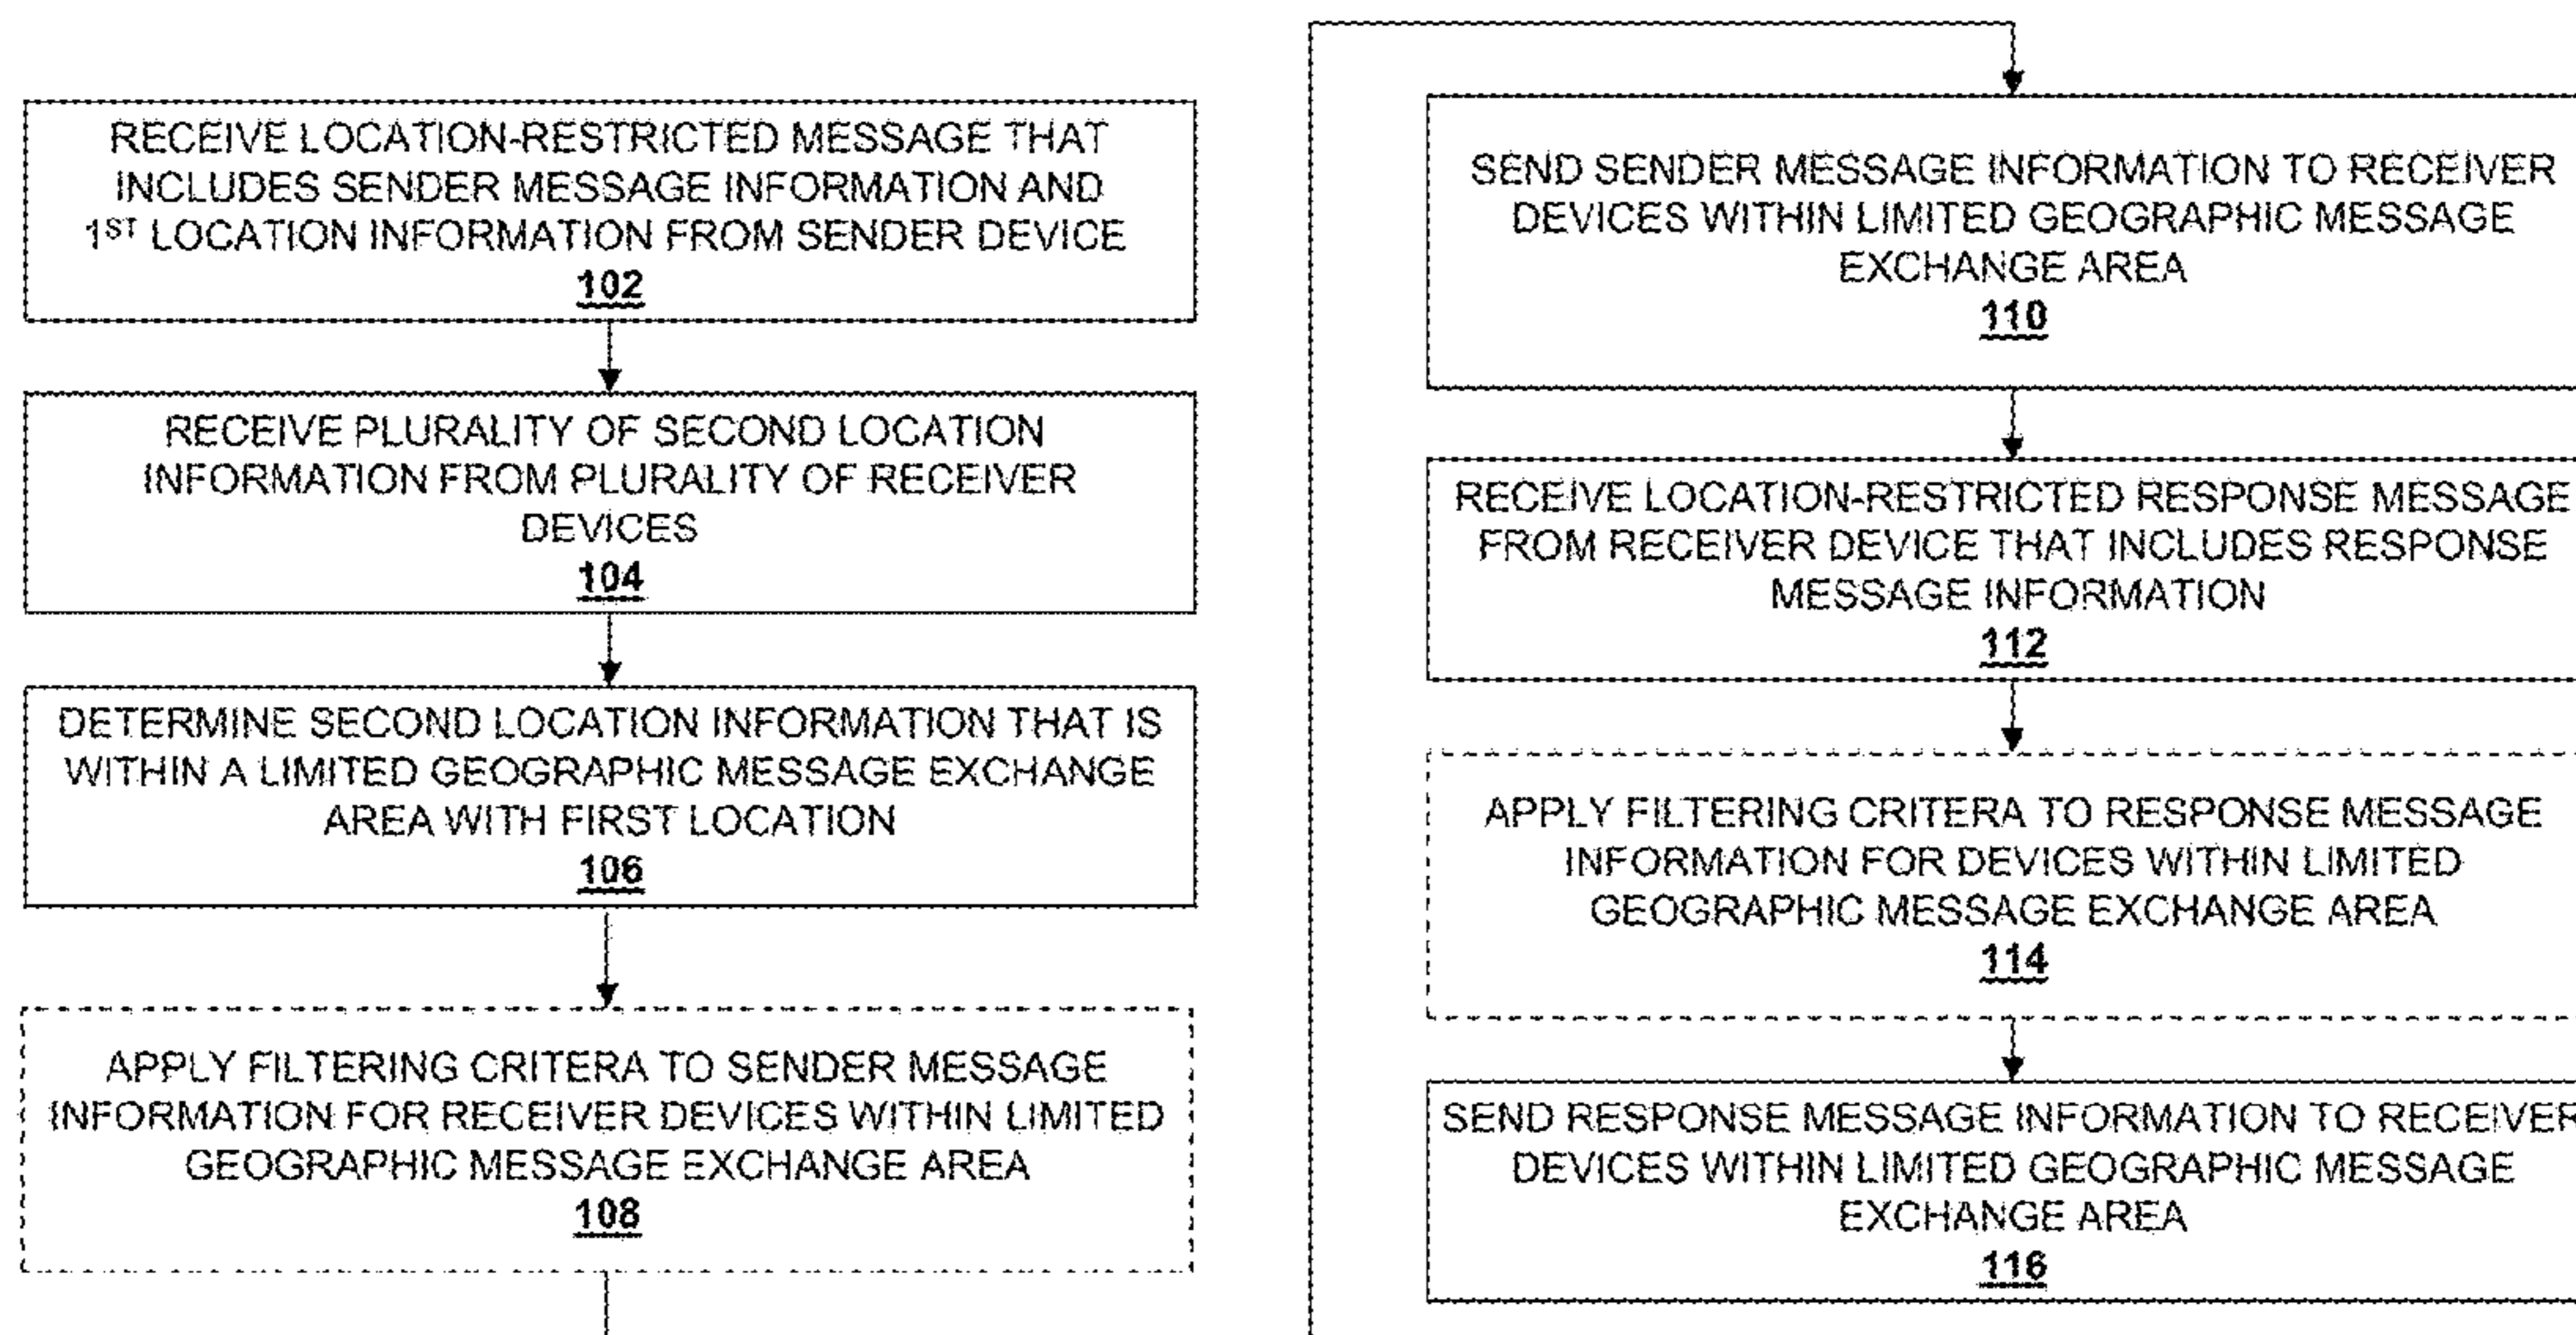 RECEIVE LOCATION-RESTRICTED MESSAGE THAT
INCLUDES SENDER MESSAGE INFORMATION AND
1ST LOCATION INFORMATION FROM SENDER DEVICE
102
RECEIVE PLURALITY OF SECOND LOCATION
INFORMATION FROM PLURALITY OF RECEIVER
DEVICES
104
DETERMINE SECOND LOCATION INFORMATION THAT IS
WITHIN A LIMITED GEOGRAPHIC MESSAGE EXCHANGE
AREA WITH FIRST LOCATION
106
APPLY FILTERING CRITERA TO SENDER MESSAGE
INFORMATION FOR RECEIVER DEVICES WITHIN LIMITED
GEOGRAPHIC MESSAGE EXCHANGE AREA
108
SEND SENDER MESSAGE INFORMATION TO RECEIVER
DEVICES WITHIN LIMITED GEOGRAPHIC MESSAGE
EXCHANGE AREA
110
RECEIVE LOCATION-RESTRICTED RESPONSE MESSAGE
FROM RECEIVER DEVICE THAT INCLUDES RESPONSE
MESSAGE INFORMATION
112
APPLY FILTERING CRITERA TO RESPONSE MESSAGE
INFORMATION FOR DEVICES WITHIN LIMITED
GEOGRAPHIC MESSAGE EXCHANGE AREA
114
SEND RESPONSE MESSAGE INFORMATION TO RECEIVER
DEVICES WITHIN LIMITED GEOGRAPHIC MESSAGE
EXCHANGE AREA
116